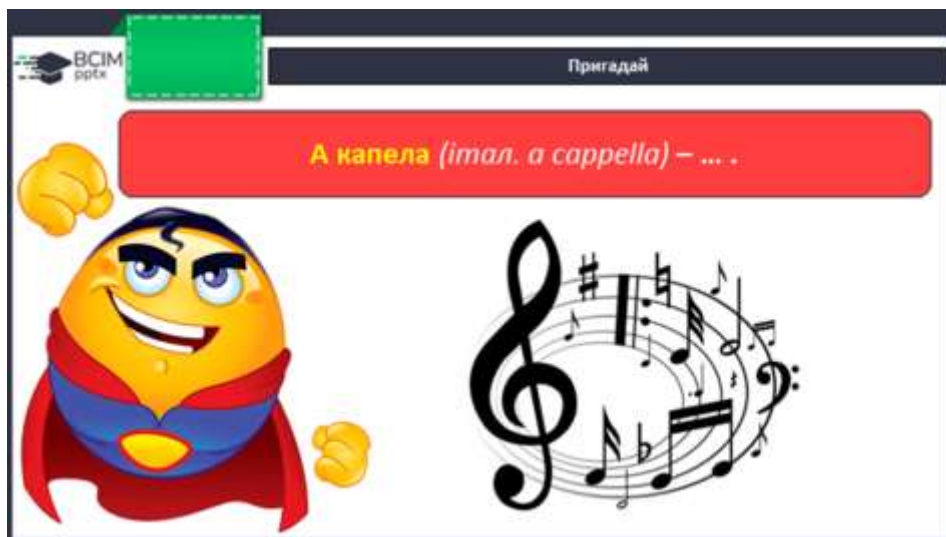 ВСІМ
pptx
Пригадай
А капела (італ. a cappella) – ... .